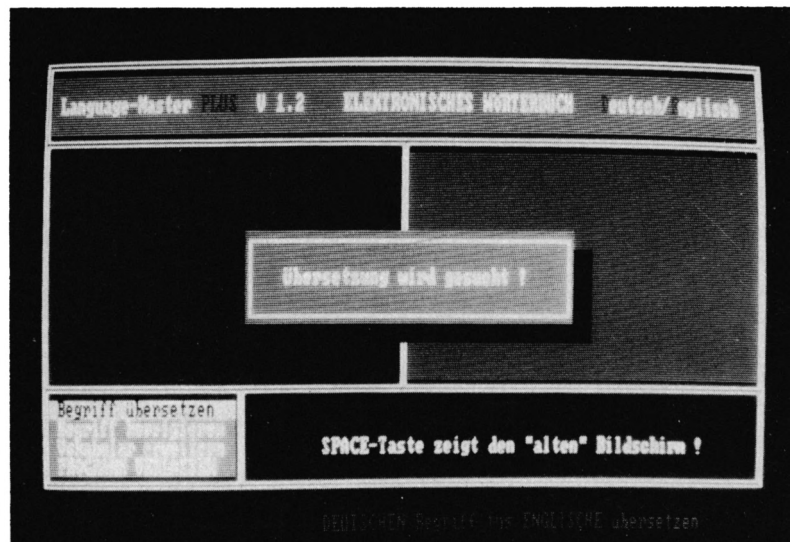 Language-Master PLUS V 1.2 ELEKTRONISCHES WÖRTERBUCH Deutsch/Englisch
Übersetzung wird gesucht !
Begriff übersetzen
SPACE-Taste zeigt den "alten" Bildschirm !
DEUTSCHEN Begriff ins ENGLISCHE übersetzen